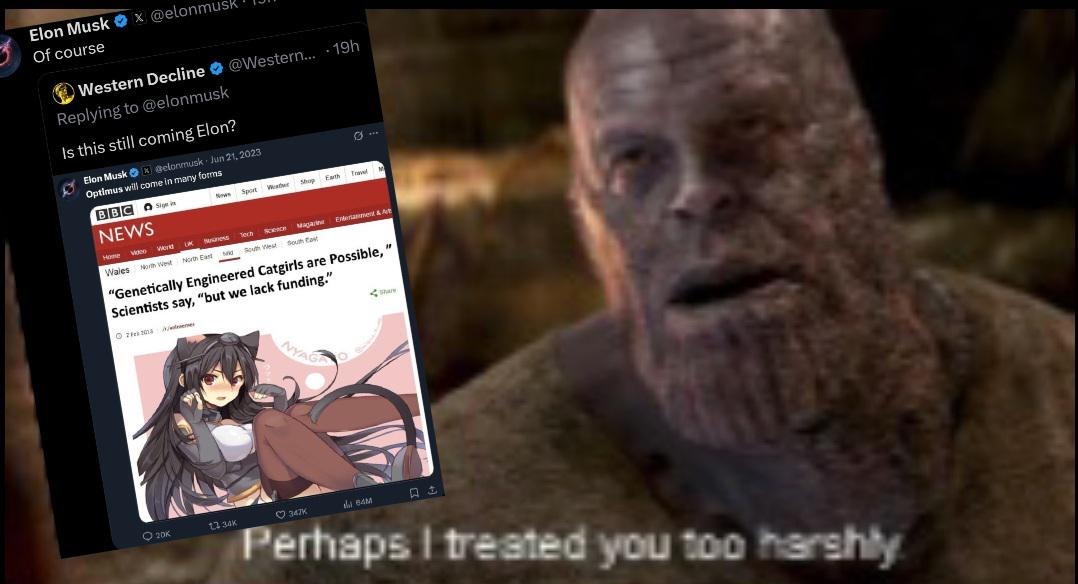 Elon Musk @elonmusk
Of course
Western Decline @Western... · 19h
Replying to @elonmusk
Is this still coming Elon?
Elon Musk @elonmusk · Jun 21, 2023
Optimus will come in many forms
BBC Sign in News Sport Weather Shop Earth Travel M
NEWS
Home Video World UK Business Tech Science Magazine Entertainment & Art
Wales North West North East Mid South West South East
“Genetically Engineered Catgirls are Possible,”
Scientists say, “but we lack funding.”
Share
NYAGATO
20K 34K 347K 64M
Perhaps I treated you too harshly